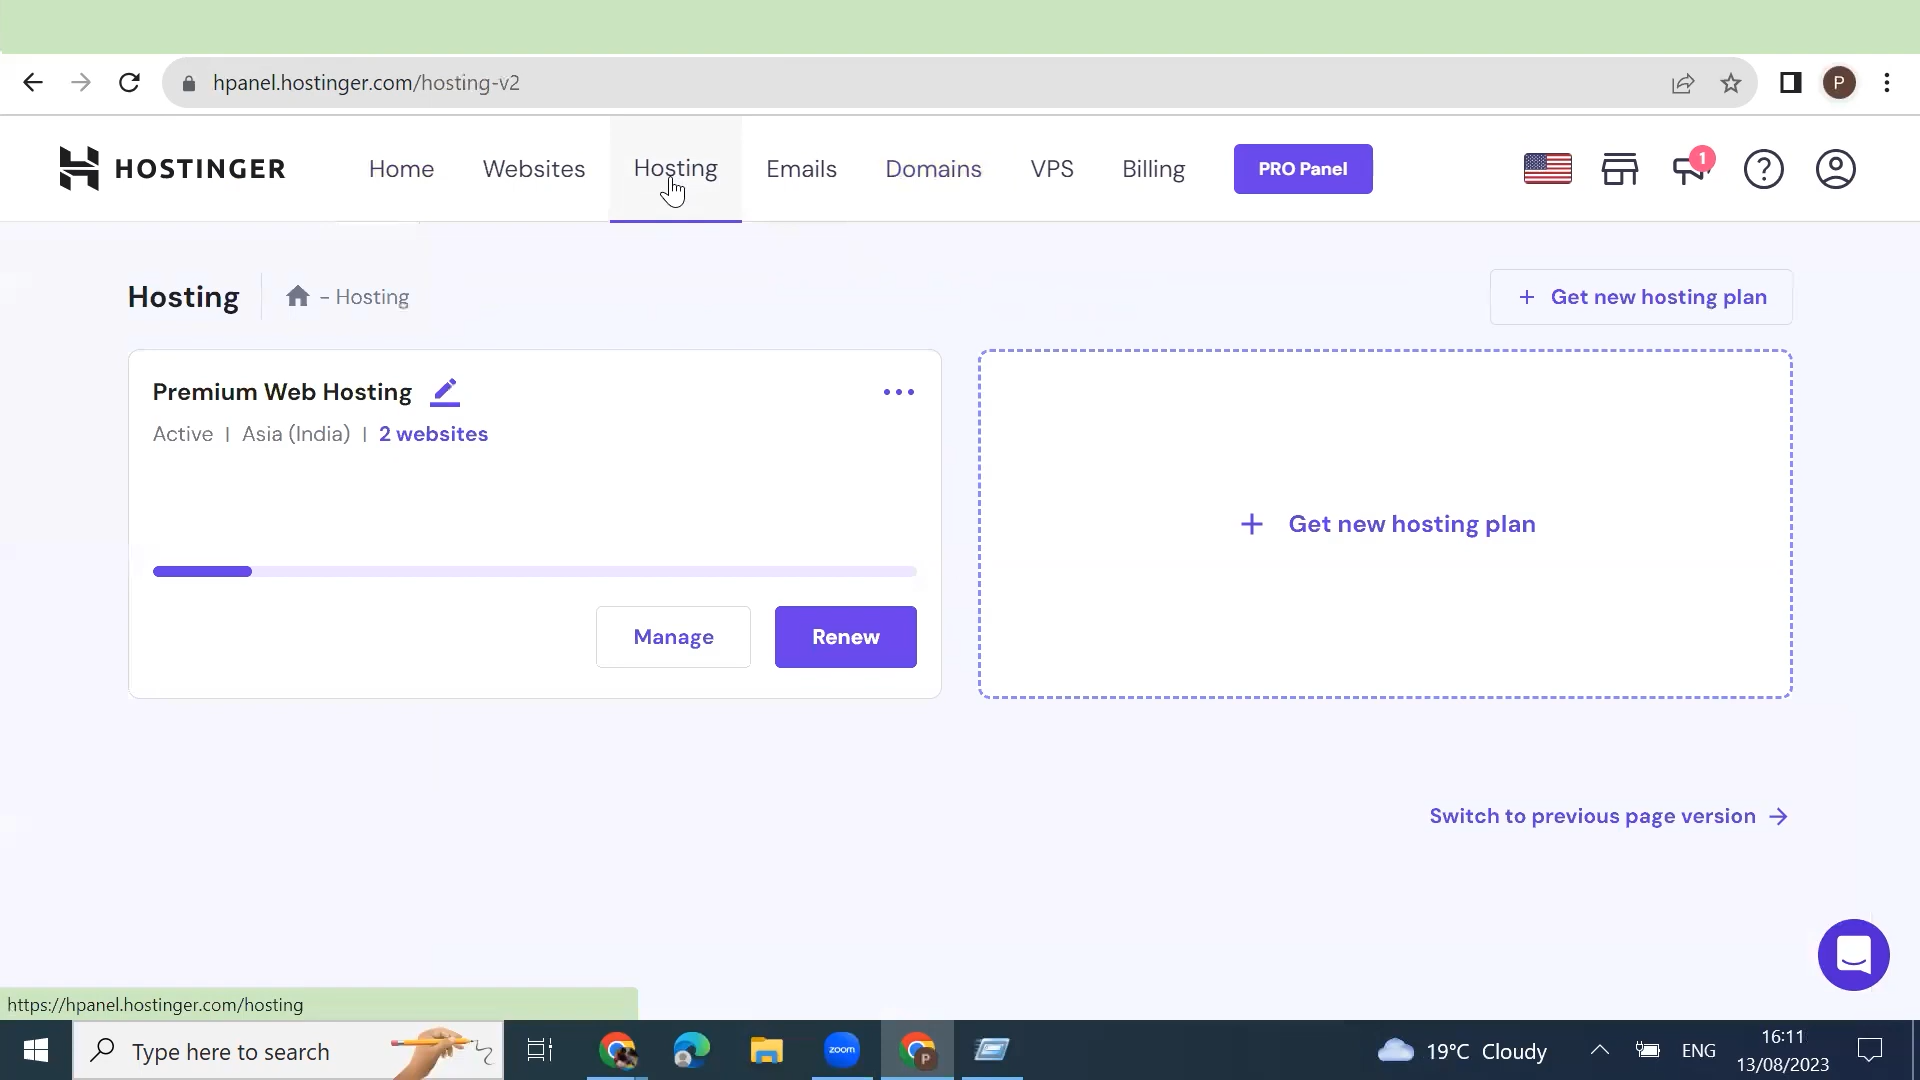 hpanel.hostinger.com/hosting-v2
P
HOSTINGER
Home
Websites
Hosting
Emails
Domains
VPS
Billing
PRO Panel
1
?
Hosting
- Hosting
+ Get new hosting plan
Premium Web Hosting
Active | Asia (India) | 2 websites
Manage
Renew
+ Get new hosting plan
Switch to previous page version →
https://hpanel.hostinger.com/hosting
Type here to search
zoom
P
19°C Cloudy
ENG
16:11
13/08/2023